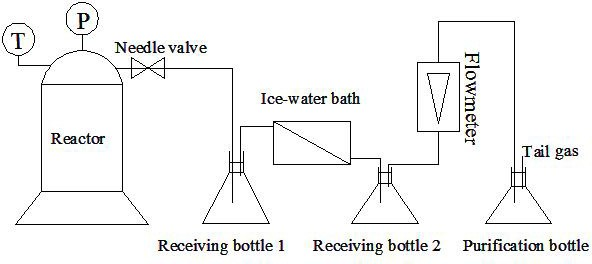 P
T
Needle valve
Ice-water bath
Flowmeter
Reactor
Tail gas
Receiving bottle 1
Receiving bottle 2
Purification bottle